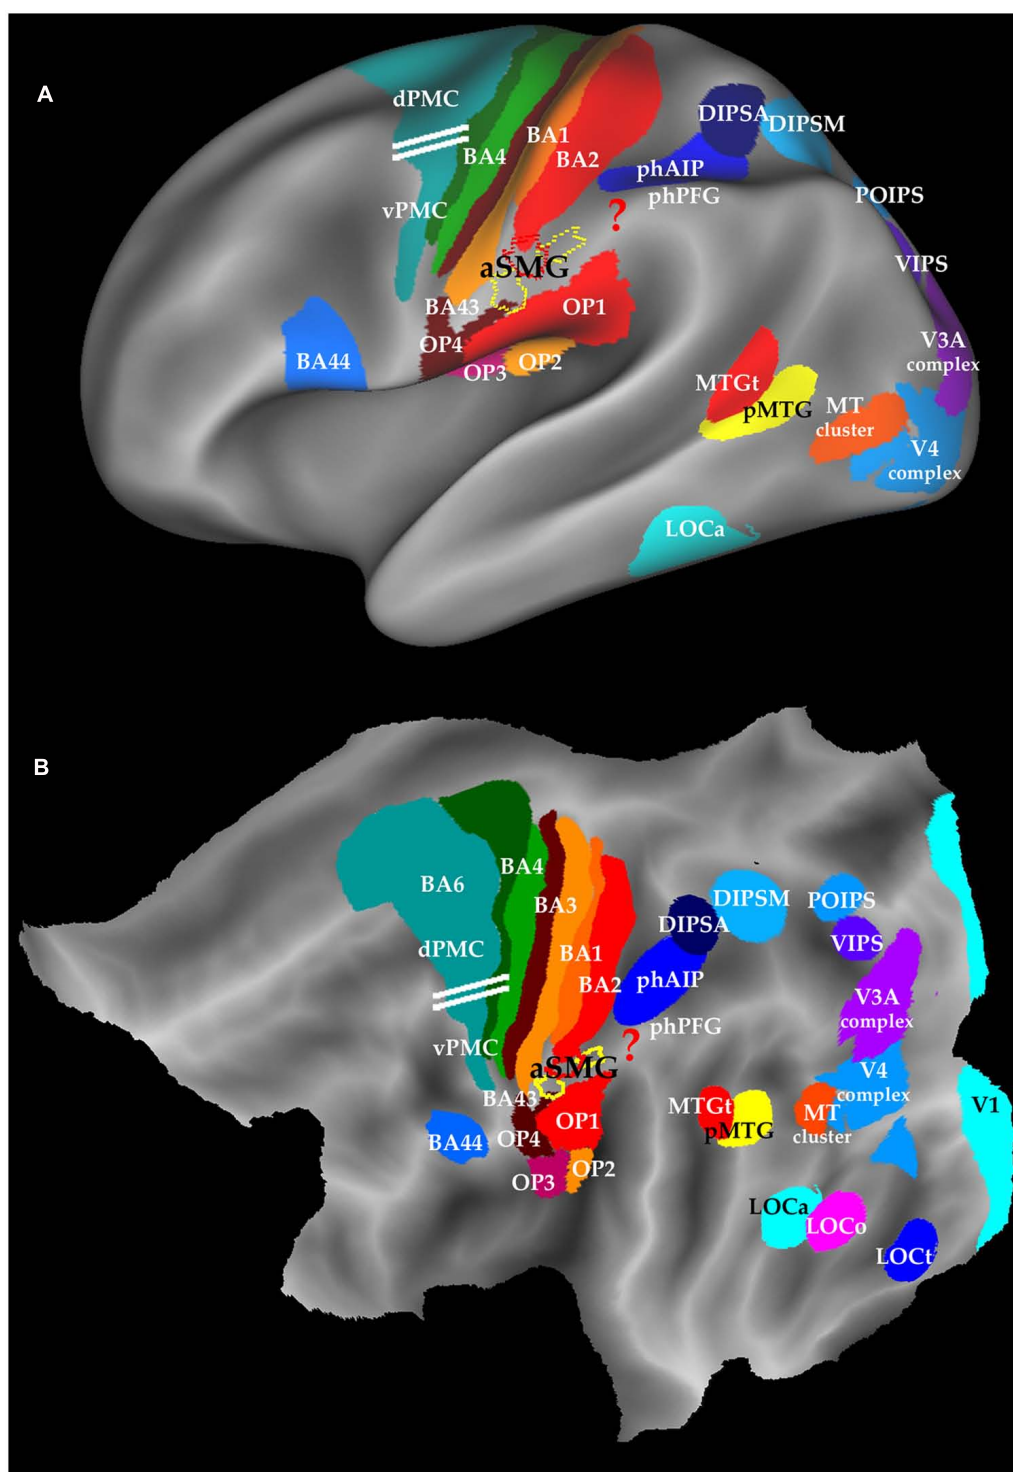 A
dPMC
DIPSA
DIPSM
BA1
BA4
BA2
phAIP
phPFG
POIPS
vPMC
?
VIPS
aSMG
BA43
OP1
V3A
complex
OP4
BA44
OP3
OP2
MTGt
pMTG
MT
cluster
V4
complex
LOCa
B
BA4
BA6
BA3
DIPSM
POIPS
DIPSA
VIPS
dPMC
BA1
BA2
phAIP
V3A
complex
phPFG
vPMC
?
aSMG
V4
complex
BA43
MTGt
V1
OP1
MT
cluster
pMTG
BA44
OP4
OP2
OP3
LOCa
LOCo
LOCt